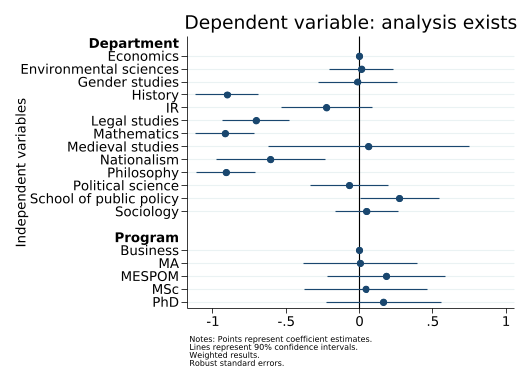 Dependent variable: analysis exists
Independent variables
Department
Economics
Environmental sciences
Gender studies
History
IR
Legal studies
Mathematics
Medieval studies
Nationalism
Philosophy
Political science
School of public policy
Sociology
Program
Business
MA
MESPOM
MSc
PhD
-1 -.5 0 .5 1
Notes: Points represent coefficient estimates.
Lines represent 90% confidence intervals.
Weighted results.
Robust standard errors.